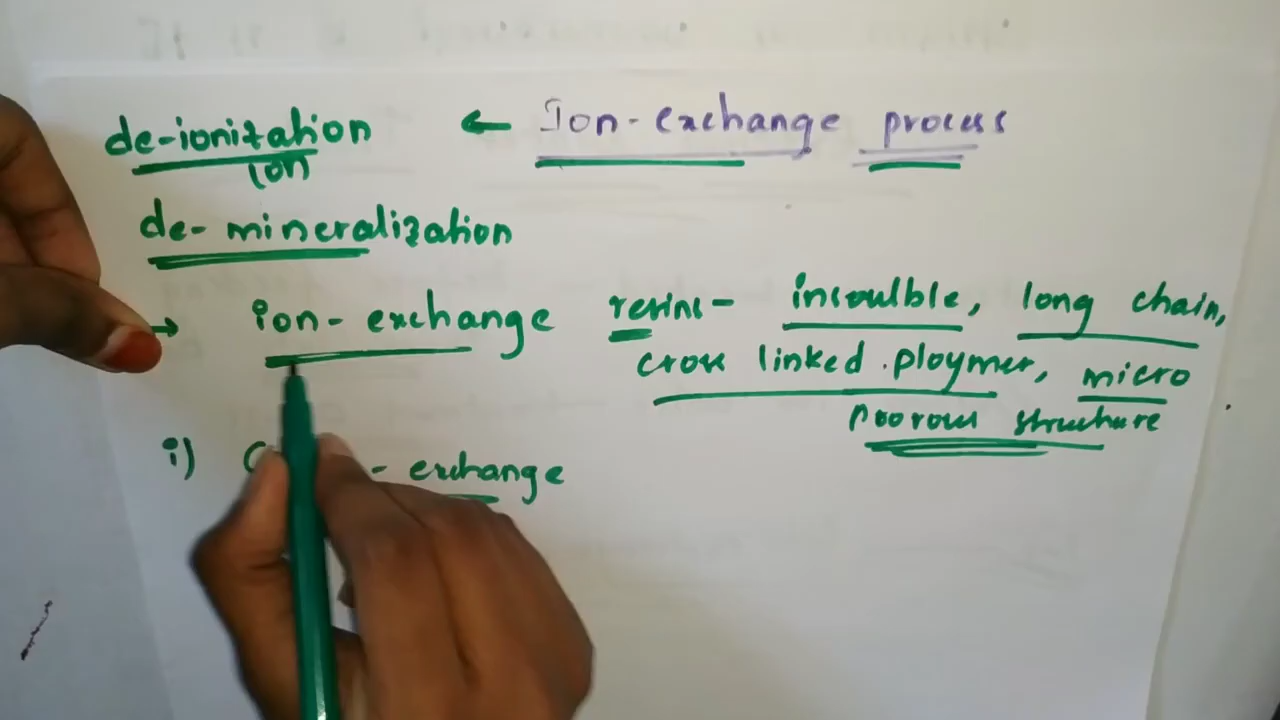 de-ionization ← Ion-exchange process
ion
de-mineralization
→ ion-exchange resins- insoulble, long chain,
cross linked ploymer, micro
poorous structure
i) - exchange